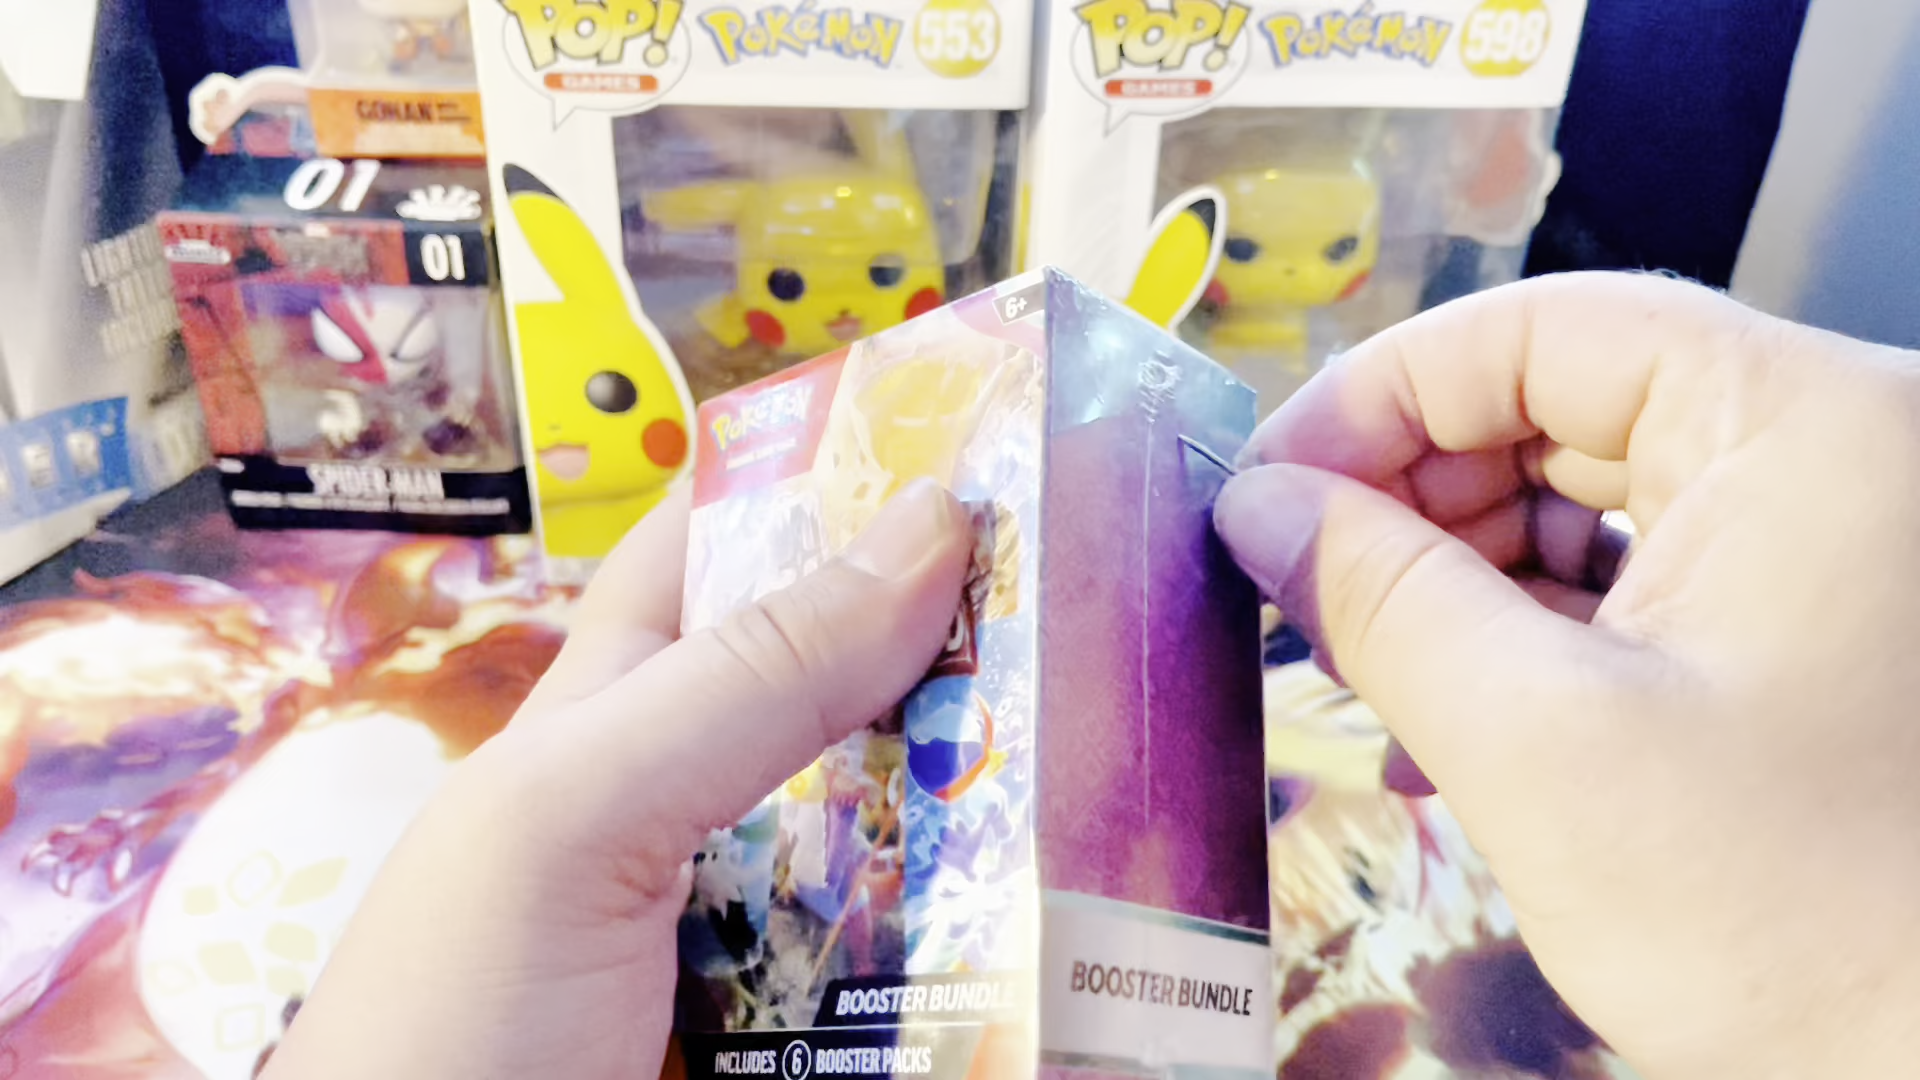 POP!
GAMES
POKéMON
553
POP!
GAMES
POKéMON
598
GOHAN
01
01
SPIDER-MAN
6+
POKéMON
BOOSTER BUNDLE
INCLUDES 6 BOOSTER PACKS
BOOSTER BUNDLE